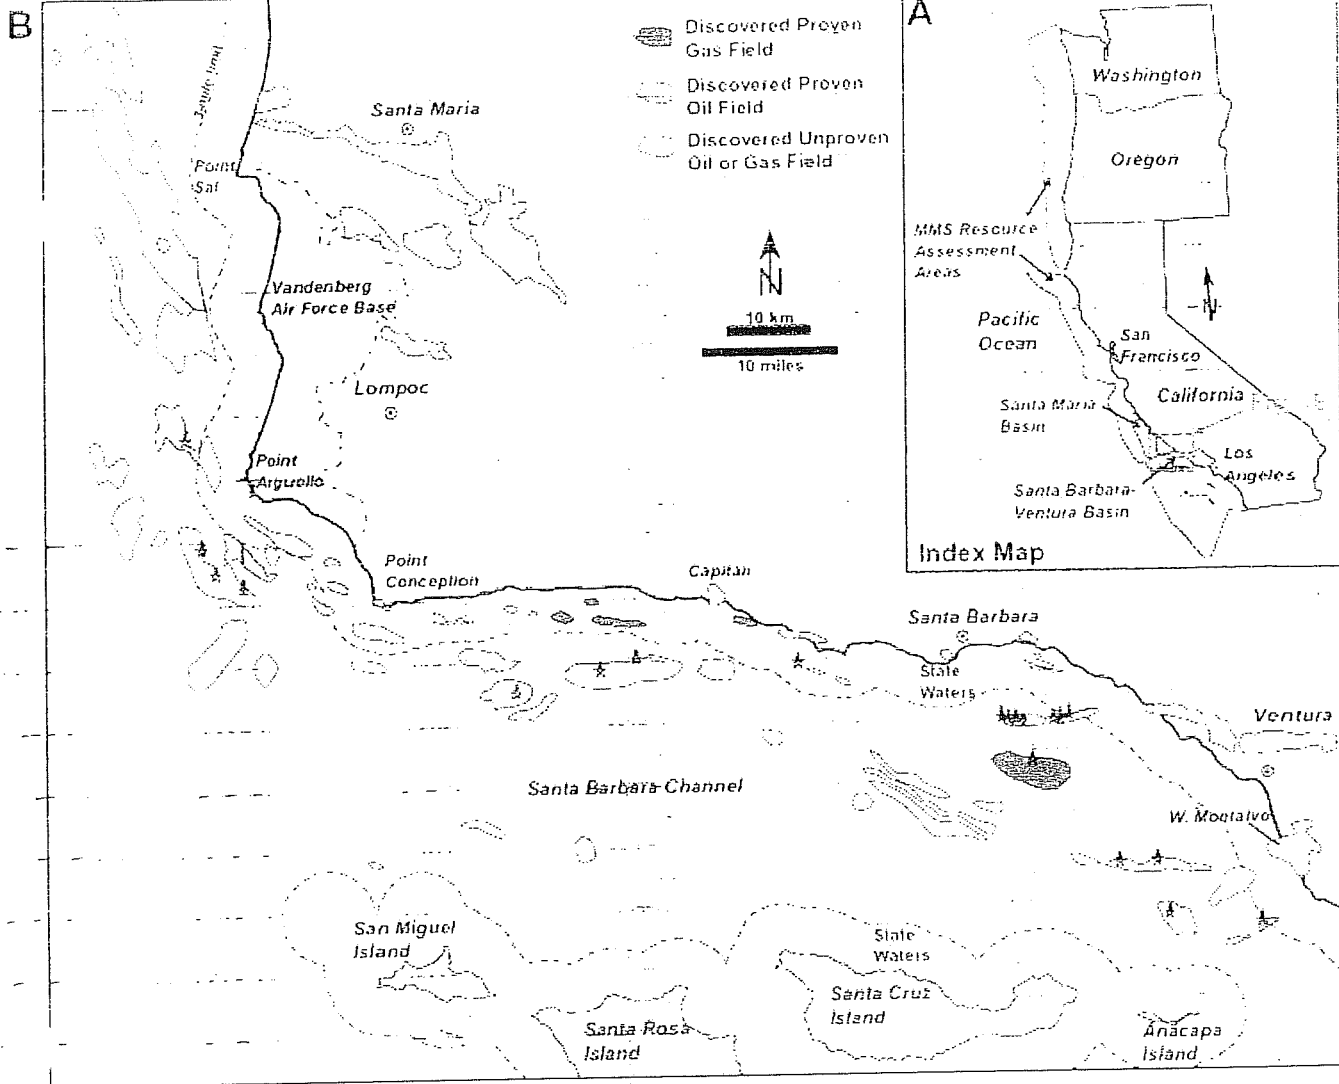 B
Discovered Proven
Gas Field
Discovered Proven
Oil Field
Discovered Unproven
Oil or Gas Field
Santa Maria
Point
Sal
Vandenberg
Air Force Base
N
10 km
10 miles
Lompoc
Point
Arguello
Point
Conception
Capitan
Santa Barbara
State
Waters
Ventura
Santa Barbara Channel
W. Montalvo
San Miguel
Island
State
Waters
Santa Cruz
Island
Santa Rosa
Island
Anacapa
Island
A
Washington
Oregon
MMS Resource
Assessment
Areas
N
Pacific
Ocean
San
Francisco
California
Santa Maria
Basin
Los
Angeles
Santa Barbara-
Ventura Basin
Index Map